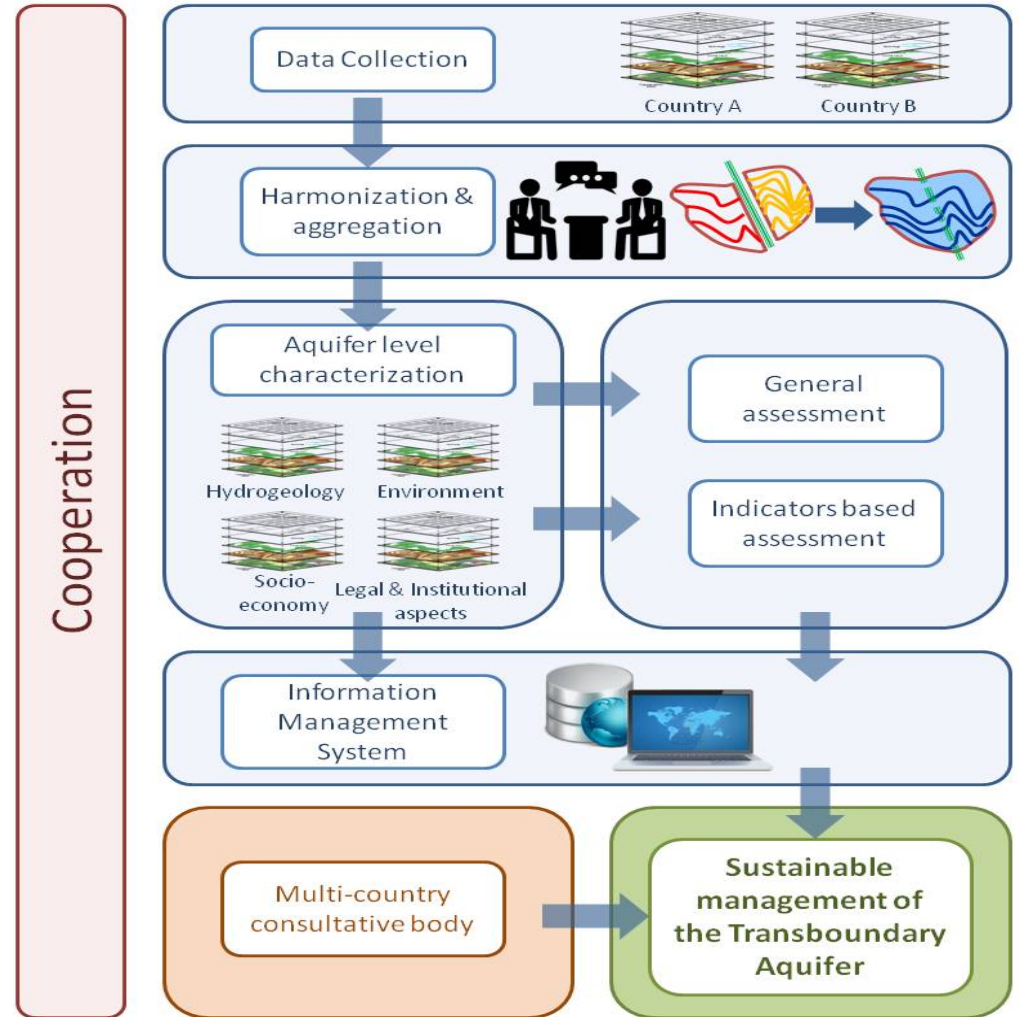 Cooperation
Data Collection
Country A
Country B
Harmonization &
aggregation
Aquifer level
characterization
Hydrogeology
Environment
Socio-
economy
Legal & Institutional
aspects
General
assessment
Indicators based
assessment
Information
Management
System
Multi-country
consultative body
Sustainable
management of
the Transboundary
Aquifer